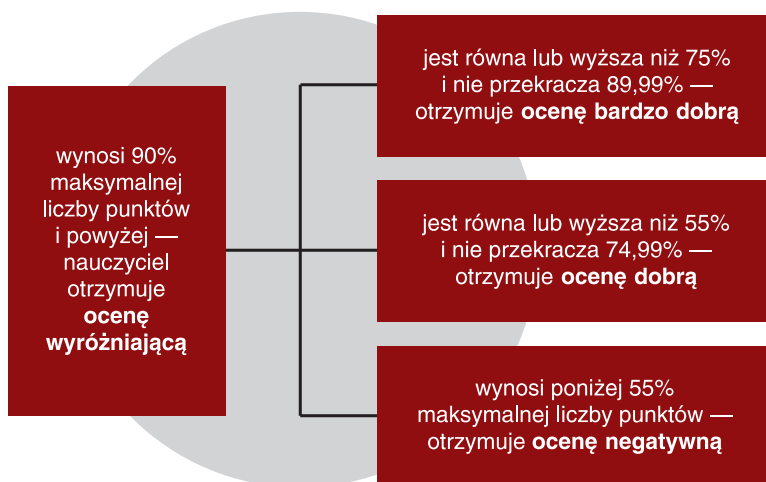 wynosi 90%
maksymalnej
liczby punktów
i powyżej —
nauczyciel
otrzymuje
ocenę
wyróżniającą
jest równa lub wyższa niż 75%
i nie przekracza 89,99% —
otrzymuje ocenę bardzo dobrą
jest równa lub wyższa niż 55%
i nie przekracza 74,99% —
otrzymuje ocenę dobrą
wynosi poniżej 55%
maksymalnej liczby punktów —
otrzymuje ocenę negatywną